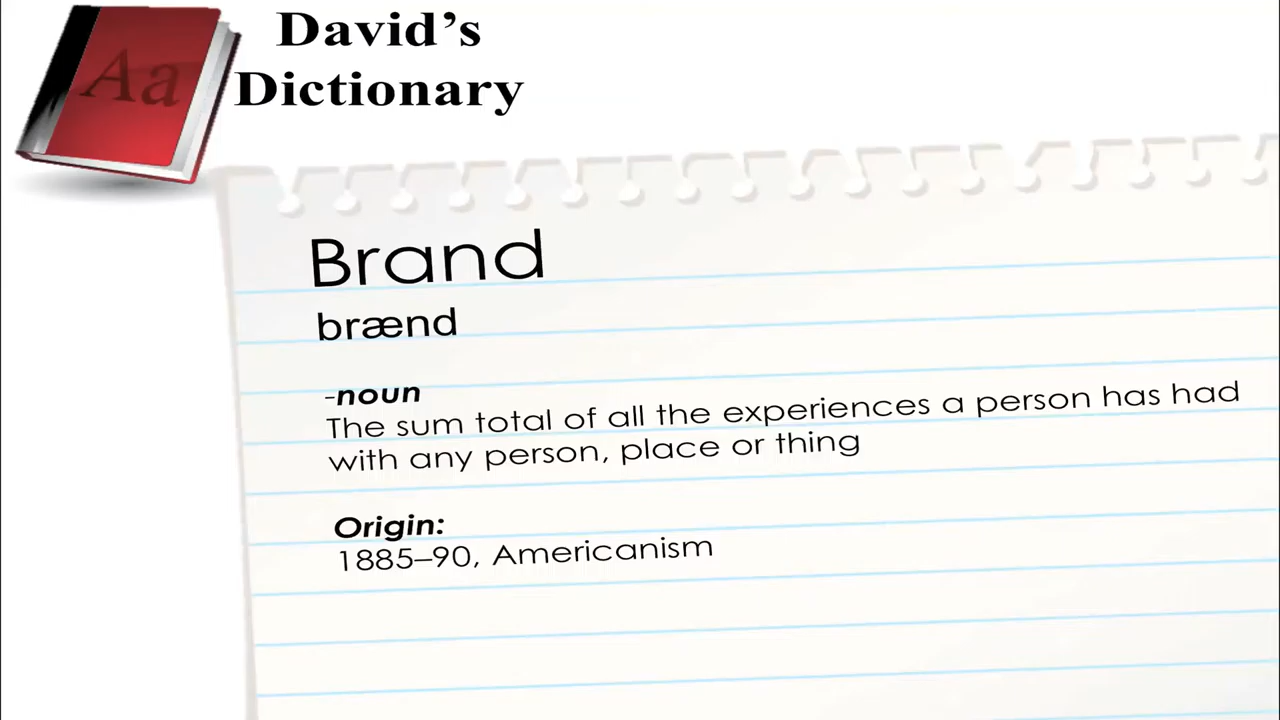 David's
Dictionary
Aa
Brand
brænd
-noun
The sum total of all the experiences a person has had
with any person, place or thing
Origin:
1885–90, Americanism